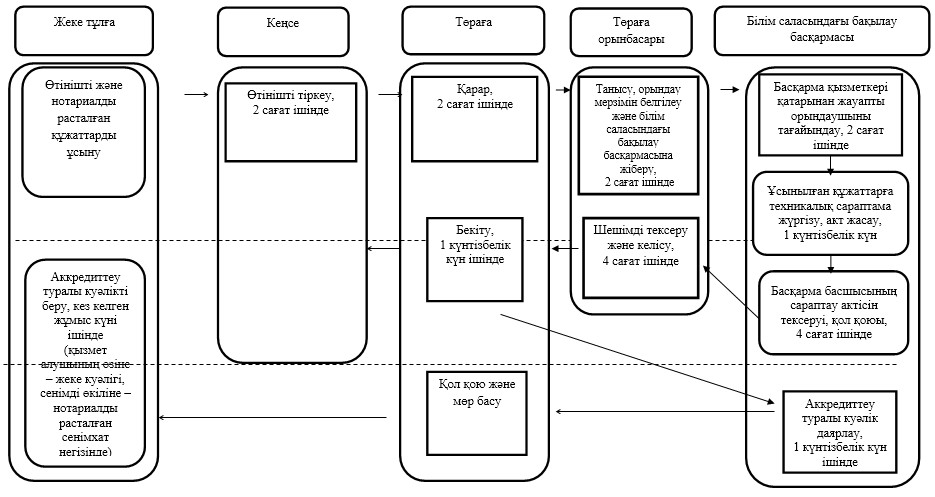 Жеке тұлға
Кеңсе
Төраға
Төраға
орынбасары
Білім саласындағы бақылау
басқармасы
Өтінішті және
нотариалды
расталған
құжаттарды
ұсыну
Өтінішті тіркеу,
2 сағат ішінде
Қарар,
2 сағат ішінде
Танысу, орындау
мерзімін белгілеу
және білім
саласындағы
бақылау
басқармасына
жіберу,
2 сағат ішінде
Басқарма қызметкері
қатарынан жауапты
орындаушыны
тағайындау, 2 сағат
ішінде
Ұсынылған құжаттарға
техникалық сараптама
жүргізу, акт жасау,
1 күнтізбелік күн
Бекіту,
1 күнтізбелік
күн ішінде
Шешімді тексеру
және келісу,
4 сағат ішінде
Басқарма басшысының
сараптау актісін
тексеруі, қол қоюы,
4 сағат ішінде
Аккредиттеу
туралы куәлікті
беру, кез келген
жұмыс күні
ішінде
(қызмет
алушының өзіне
– жеке куәлігі,
сенімді өкіліне –
нотариалды
расталған
сенімхат
негізінде)
Қол қою және
мөр басу
Аккредиттеу
туралы куәлік
даярлау,
1 күнтізбелік күн
ішінде